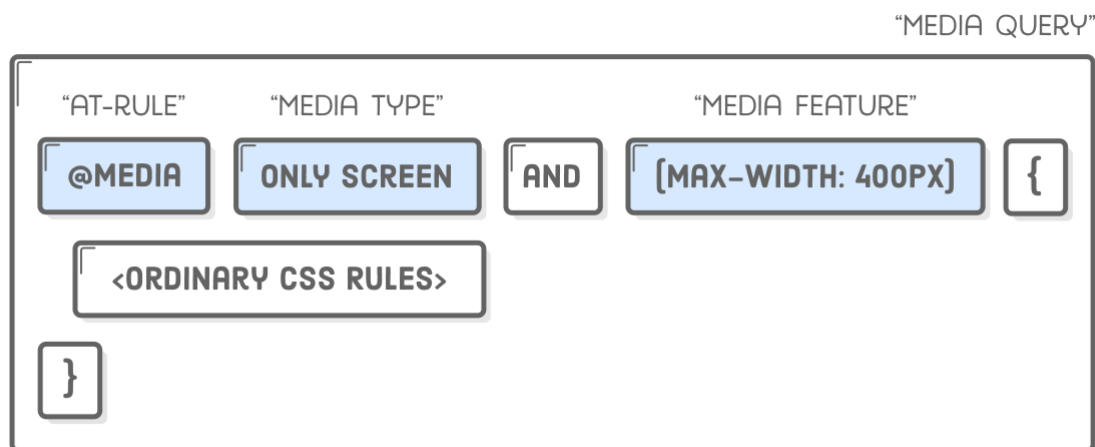 “MEDIA QUERY”
“AT-RULE” “MEDIA TYPE” “MEDIA FEATURE”
@MEDIA ONLY SCREEN AND (MAX-WIDTH: 400PX) {
<ORDINARY CSS RULES>
}